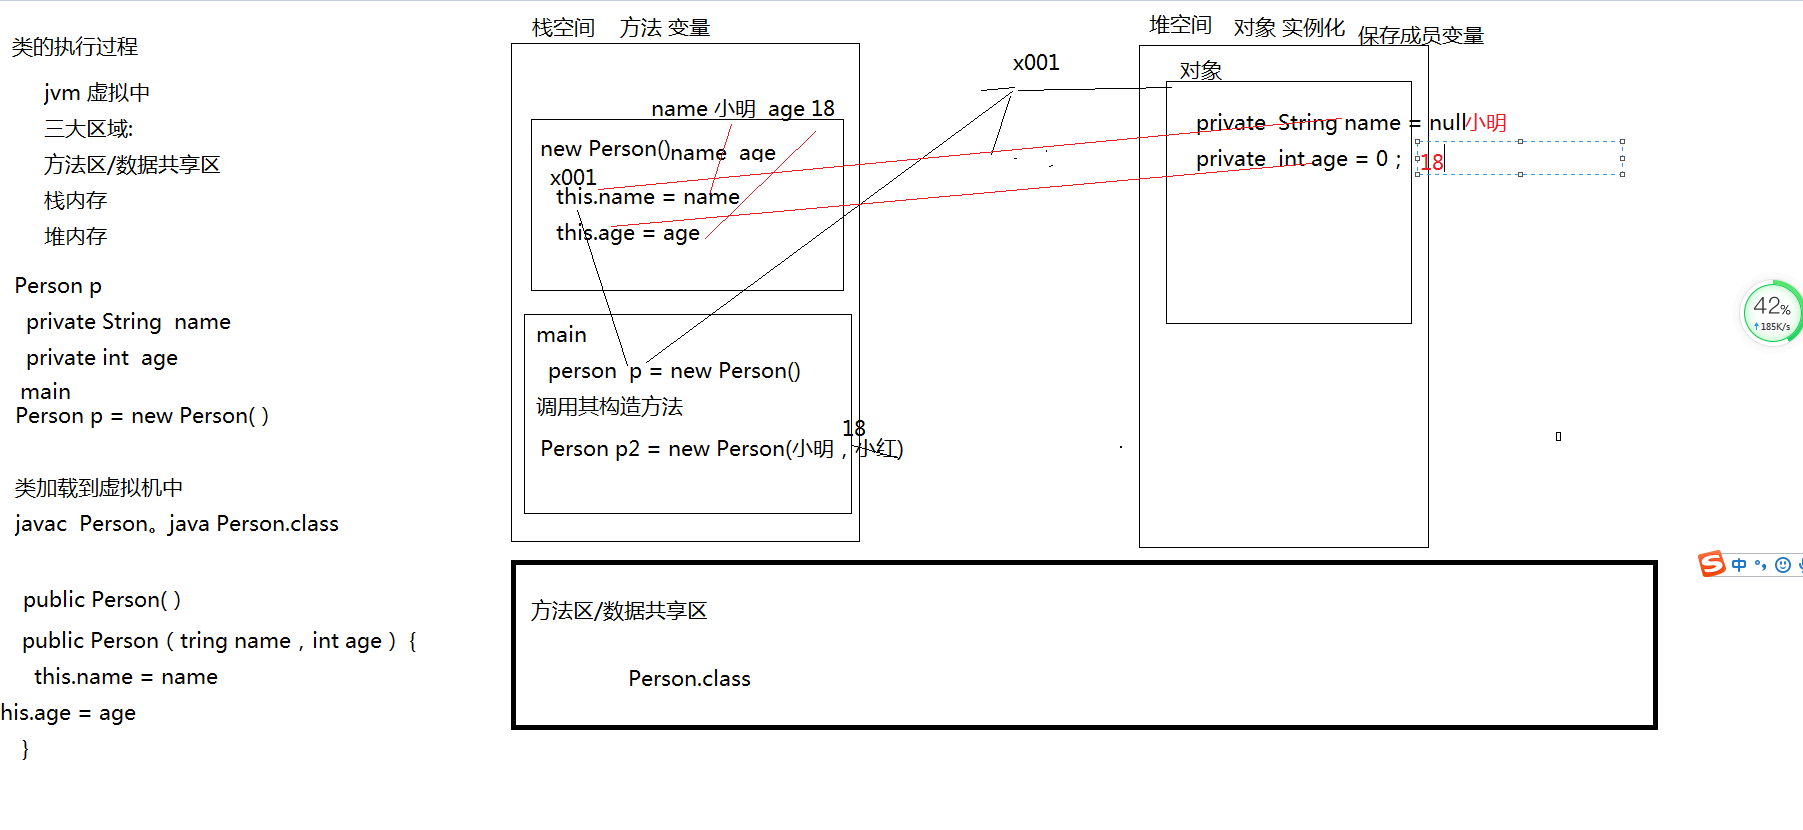 类的执行过程
jvm 虚拟中
三大区域:
方法区/数据共享区
栈内存
堆内存
Person p
private String name
private int age
main
Person p = new Person( )
类加载到虚拟机中
javac Person。java Person.class
public Person( )
public Person（tring name，int age）{
this.name = name
his.age = age
}
栈空间 方法 变量
name 小明 age 18
new Person() name age
x001
this.name = name
this.age = age
main
person p = new Person()
调用其构造方法
18
Person p2 = new Person(小明，小红)
x001
堆空间 对象 实例化 保存成员变量
对象
private String name = null 小明
private int age = 0； 18
方法区/数据共享区
Person.class
42%
185K/s
S 中